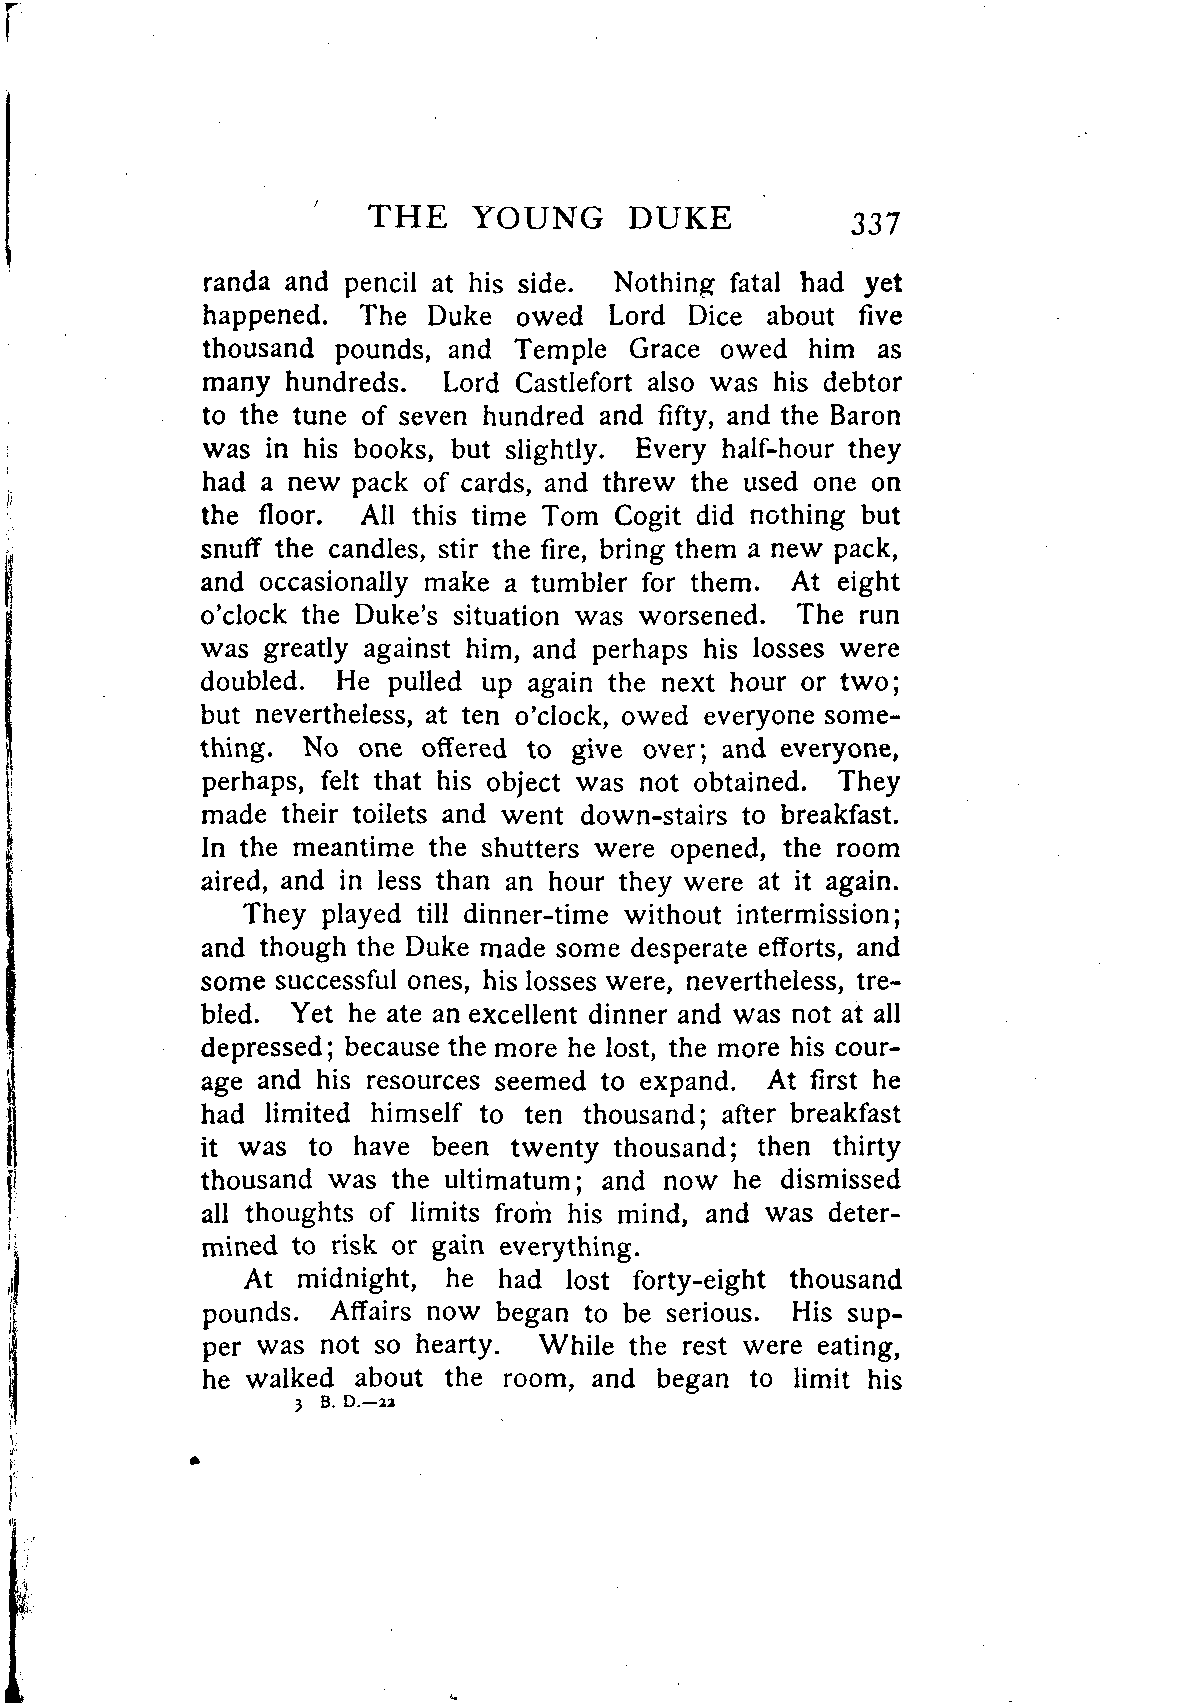 THE YOUNG DUKE 337
randa and pencil at his side. Nothing fatal had yet
happened. The Duke owed Lord Dice about five
thousand pounds, and Temple Grace owed him as
many hundreds. Lord Castlefort also was his debtor
to the tune of seven hundred and fifty, and the Baron
was in his books, but slightly. Every half-hour they
had a new pack of cards, and threw the used one on
the floor. All this time Tom Cogit did nothing but
snuff the candles, stir the fire, bring them a new pack,
and occasionally make a tumbler for them. At eight
o'clock the Duke's situation was worsened. The run
was greatly against him, and perhaps his losses were
doubled. He pulled up again the next hour or two;
but nevertheless, at ten o'clock, owed everyone some-
thing. No one offered to give over; and everyone,
perhaps, felt that his object was not obtained. They
made their toilets and went down-stairs to breakfast.
In the meantime the shutters were opened, the room
aired, and in less than an hour they were at it again.
They played till dinner-time without intermission;
and though the Duke made some desperate efforts, and
some successful ones, his losses were, nevertheless, tre-
bled. Yet he ate an excellent dinner and was not at all
depressed; because the more he lost, the more his cour-
age and his resources seemed to expand. At first he
had limited himself to ten thousand; after breakfast
it was to have been twenty thousand; then thirty
thousand was the ultimatum; and now he dismissed
all thoughts of limits from his mind, and was deter-
mined to risk or gain everything.
At midnight, he had lost forty-eight thousand
pounds. Affairs now began to be serious. His sup-
per was not so hearty. While the rest were eating,
he walked about the room, and began to limit his
3 B. D.—22